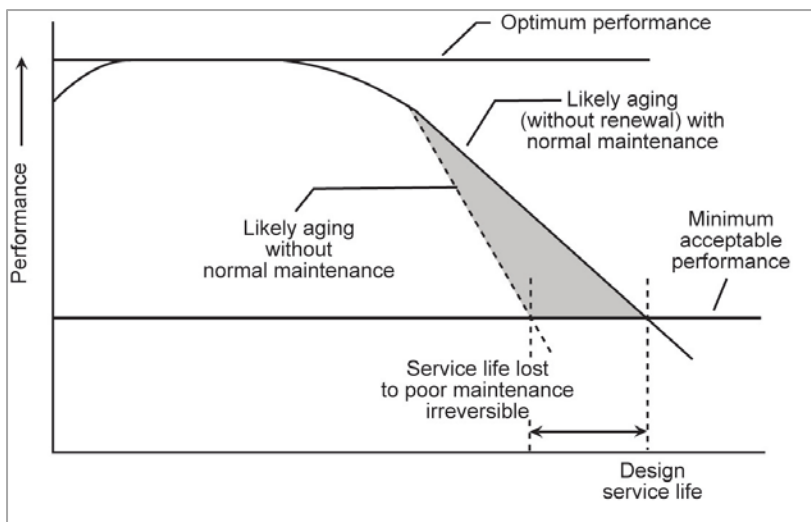 Optimum performance
Likely aging
(without renewal) with
normal maintenance
Performance
Likely aging
without
normal maintenance
Minimum
acceptable
performance
Service life lost
to poor maintenance
irreversible
Design
service life